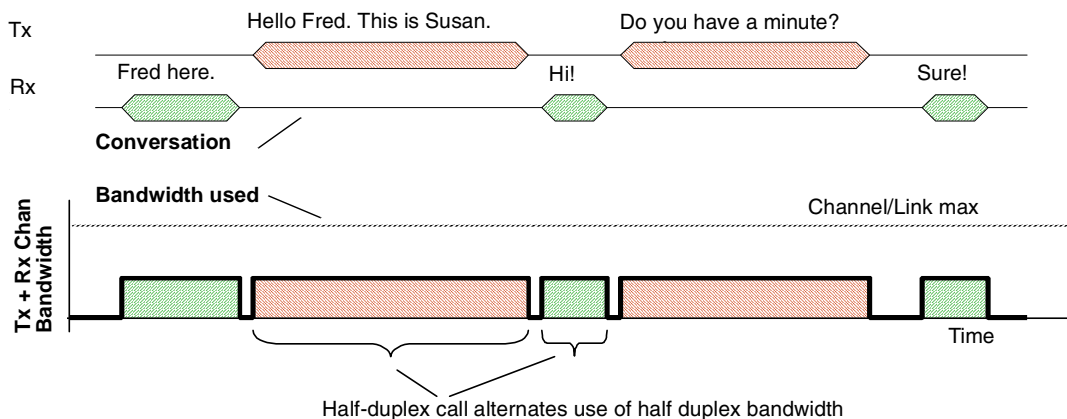 Tx
Hello Fred. This is Susan.
Do you have a minute?
Rx
Fred here.
Hi!
Sure!
Conversation
Bandwidth used
Channel/Link max
Tx + Rx Chan
Bandwidth
Time
Half-duplex call alternates use of half duplex bandwidth